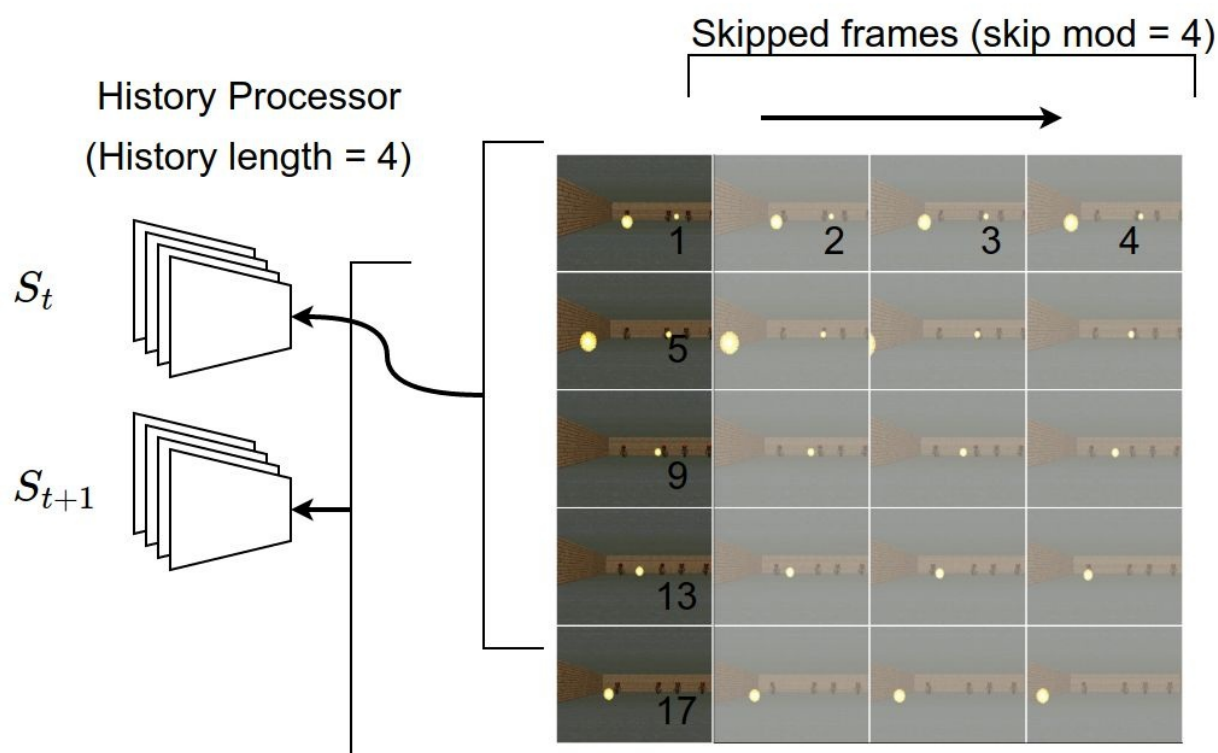 Skipped frames (skip mod = 4)
History Processor
(History length = 4)
1 2 3 4
S_t
5
9
S_{t+1}
13
17